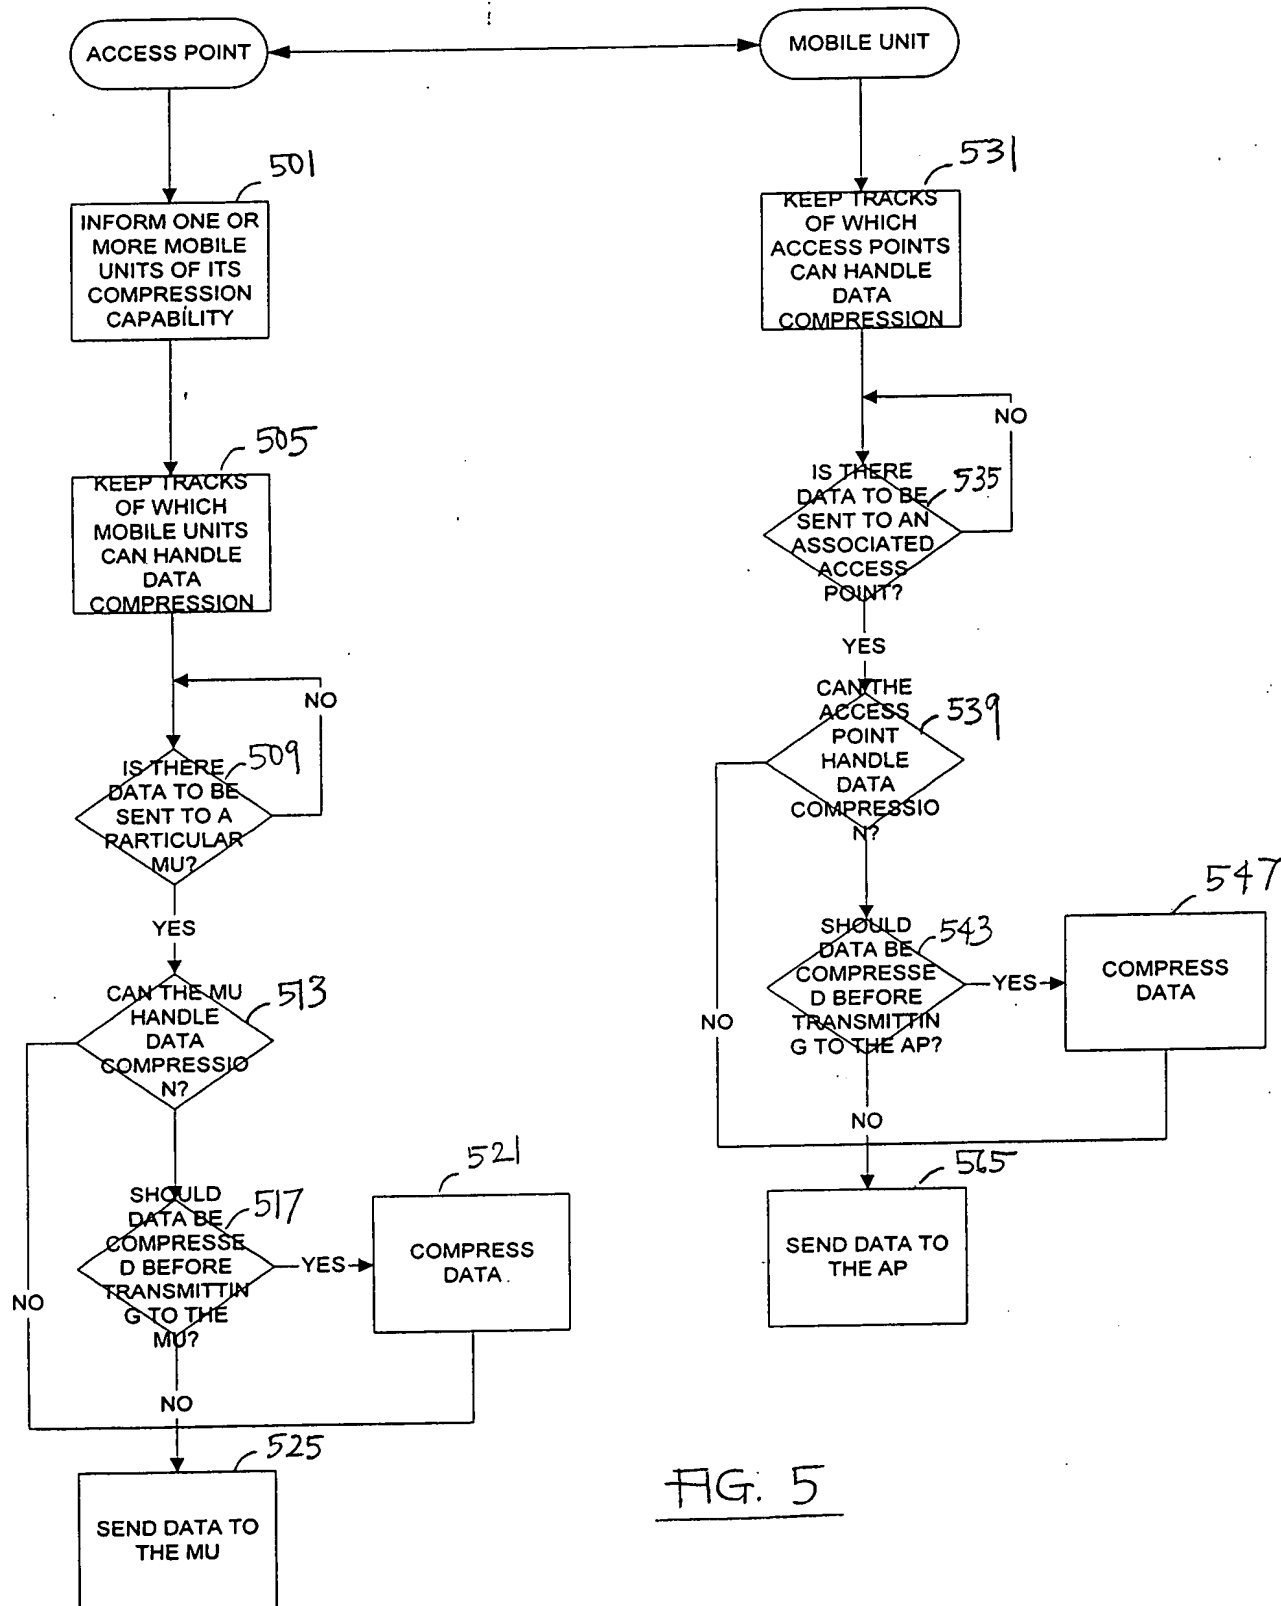 ACCESS POINT
501
INFORM ONE OR
MORE MOBILE
UNITS OF ITS
COMPRESSION
CAPABILITY
505
KEEP TRACKS
OF WHICH
MOBILE UNITS
CAN HANDLE
DATA
COMPRESSION
NO
509
IS THERE
DATA TO BE
SENT TO A
PARTICULAR
MU?
YES
513
CAN THE MU
HANDLE
DATA
COMPRESSIO
N?
517
SHOULD
DATA BE
COMPRESSE
D BEFORE
TRANSMITTIN
G TO THE
MU?
YES
521
COMPRESS
DATA
NO
NO
525
SEND DATA TO
THE MU
MOBILE UNIT
531
KEEP TRACKS
OF WHICH
ACCESS POINTS
CAN HANDLE
DATA
COMPRESSION
NO
535
IS THERE
DATA TO BE
SENT TO AN
ASSOCIATED
ACCESS
POINT?
YES
539
CAN THE
ACCESS
POINT
HANDLE
DATA
COMPRESSIO
N?
543
SHOULD
DATA BE
COMPRESSE
D BEFORE
TRANSMITTIN
G TO THE AP?
YES
547
COMPRESS
DATA
NO
NO
565
SEND DATA TO
THE AP
FIG. 5